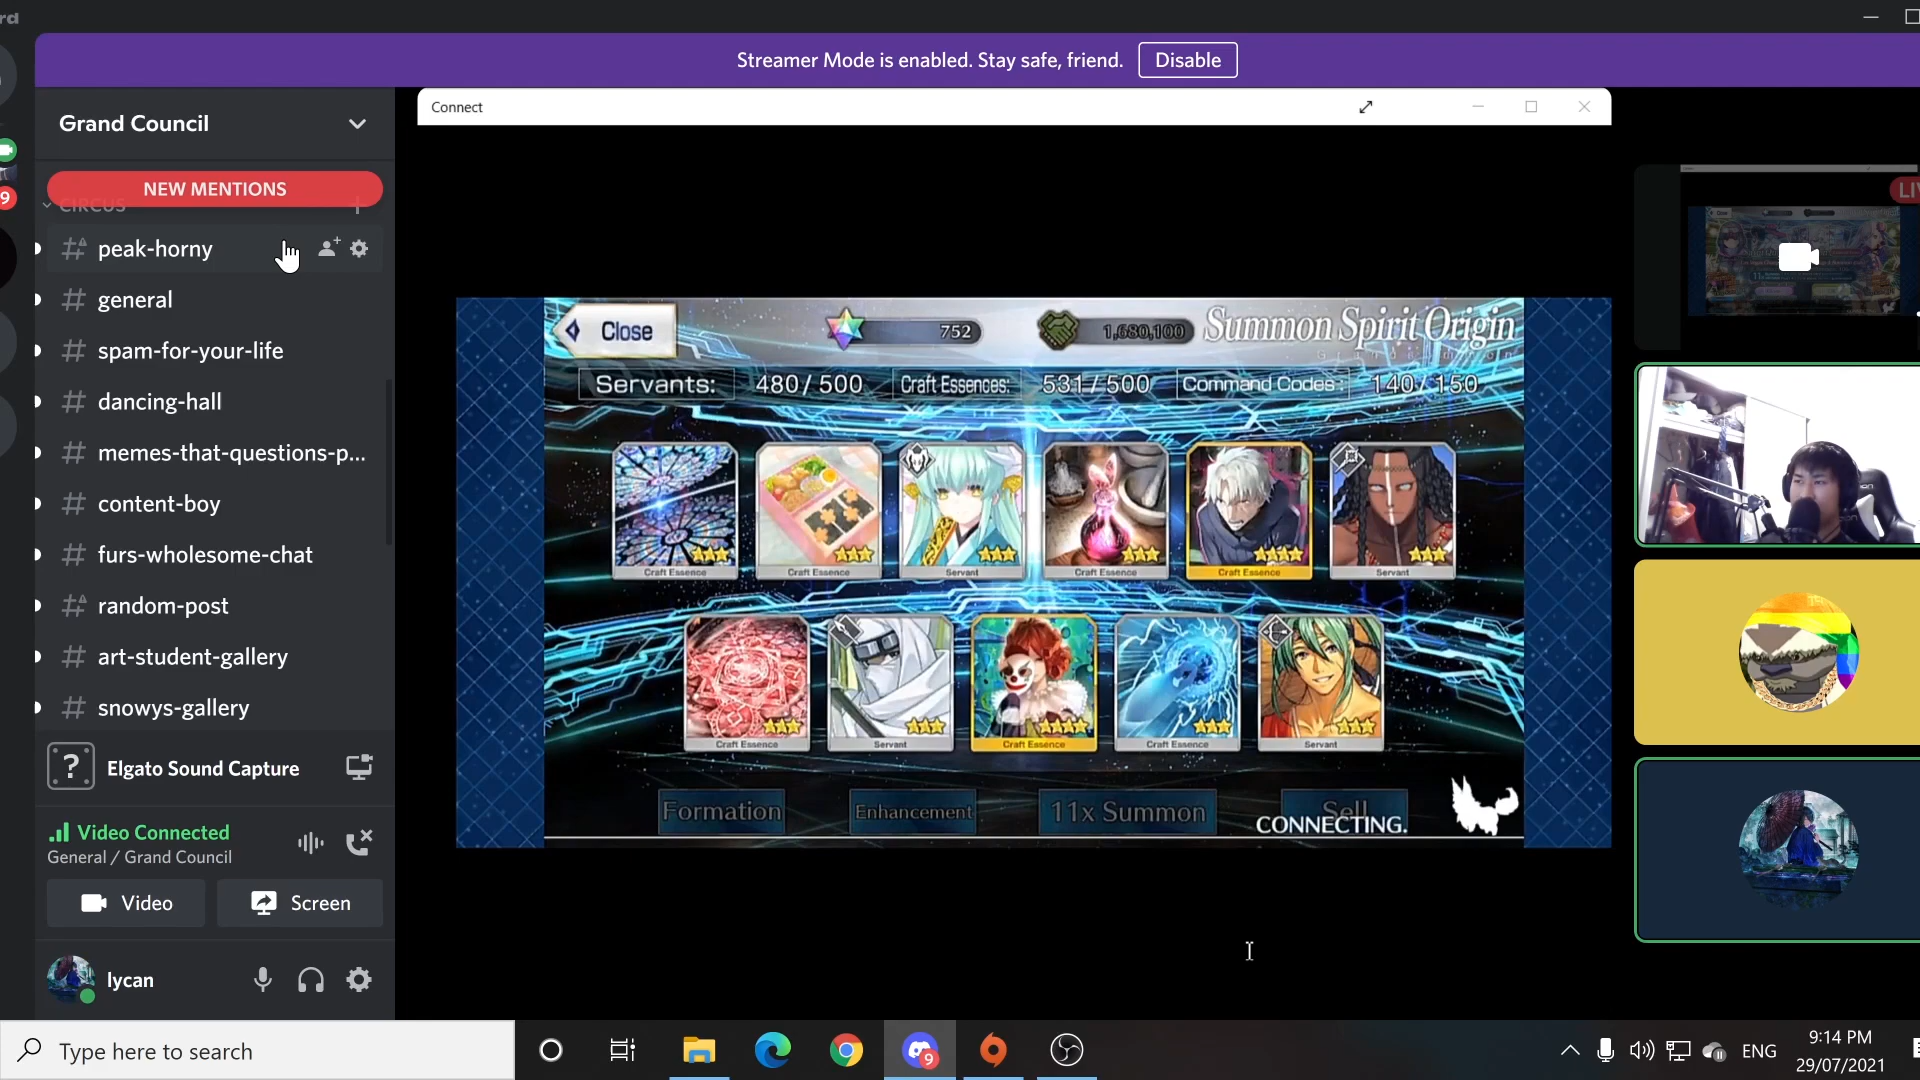 rd
Streamer Mode is enabled. Stay safe, friend.
Disable
Grand Council
Connect
NEW MENTIONS
CIRCUS
peak-horny
general
spam-for-your-life
dancing-hall
memes-that-questions-p...
content-boy
furs-wholesome-chat
random-post
art-student-gallery
snowys-gallery
9
?
Elgato Sound Capture
Video Connected
General / Grand Council
Video
Screen
lycan
Close
752
1,680,100
Summon Spirit Origin
Servants:
480 / 500
Craft Essences:
531 / 500
Command Codes :
140 / 150
Craft Essence
Craft Essence
Servant
Craft Essence
Craft Essence
Servant
Craft Essence
Servant
Craft Essence
Craft Essence
Servant
Formation
Enhancement
11x Summon
Sell
CONNECTING.
LIV
Type here to search
9
ENG
9:14 PM
29/07/2021